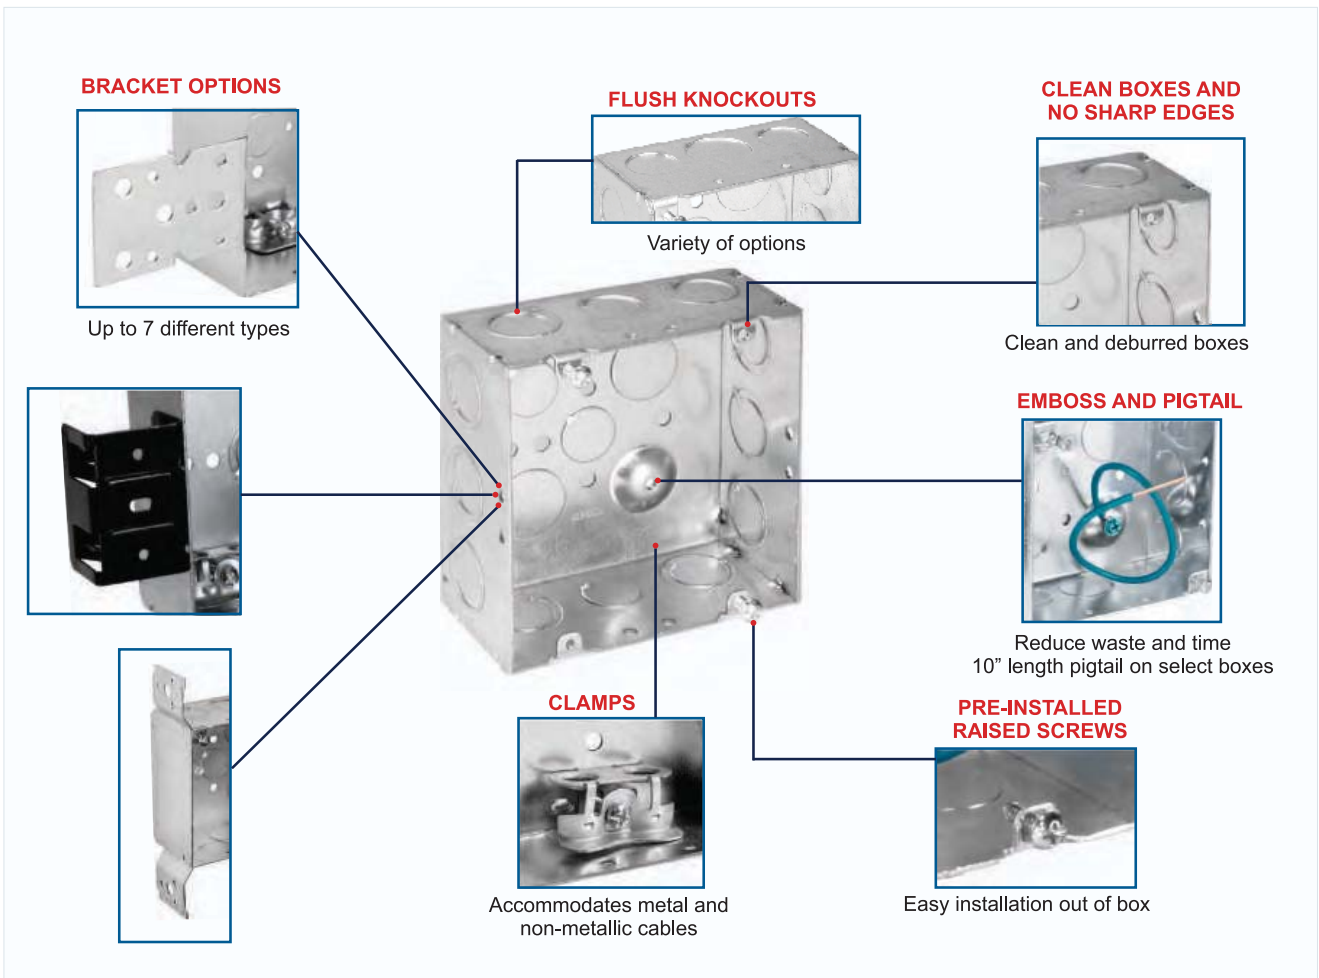 BRACKET OPTIONS
Up to 7 different types
FLUSH KNOCKOUTS
Variety of options
CLEAN BOXES AND
NO SHARP EDGES
Clean and deburred boxes
EMBOSS AND PIGTAIL
Reduce waste and time
10” length pigtail on select boxes
CLAMPS
Accommodates metal and
non-metallic cables
PRE-INSTALLED
RAISED SCREWS
Easy installation out of box